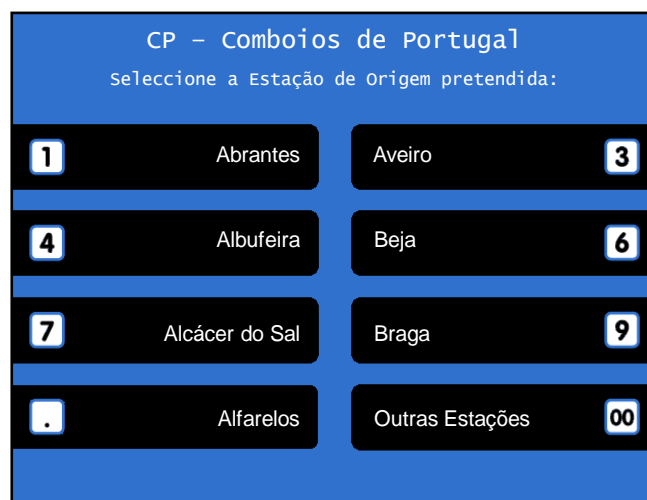 CP – Comboios de Portugal
Seleccione a Estação de Origem pretendida:
1 Abrantes Aveiro 3
4 Albufeira Beja 6
7 Alcácer do Sal Braga 9
. Alfarelos Outras Estações 00